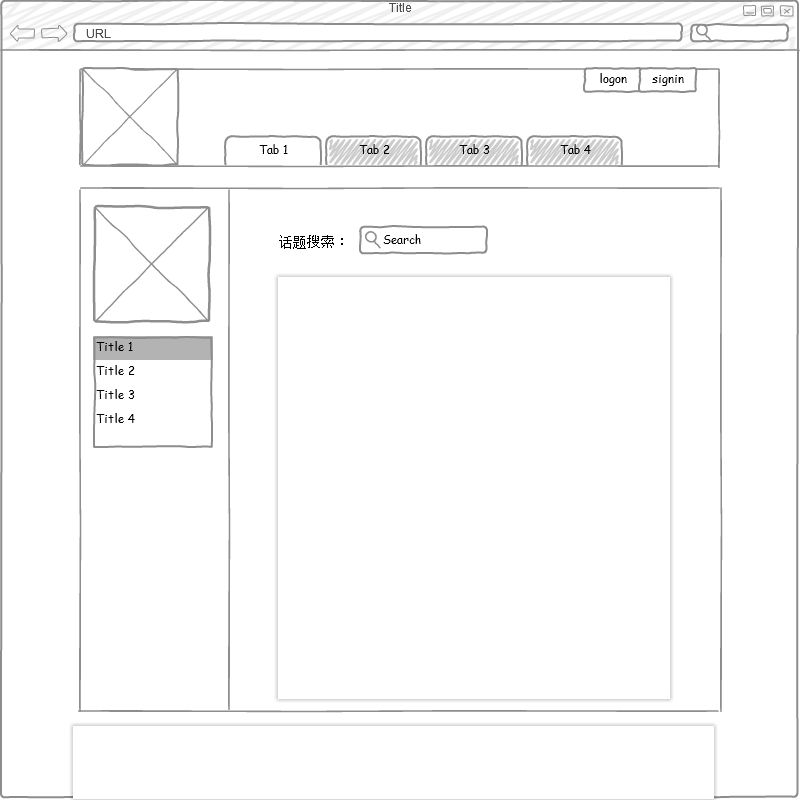 Title
URL
logon signin
Tab 1 Tab 2 Tab 3 Tab 4
话题搜索： Search
Title 1
Title 2
Title 3
Title 4